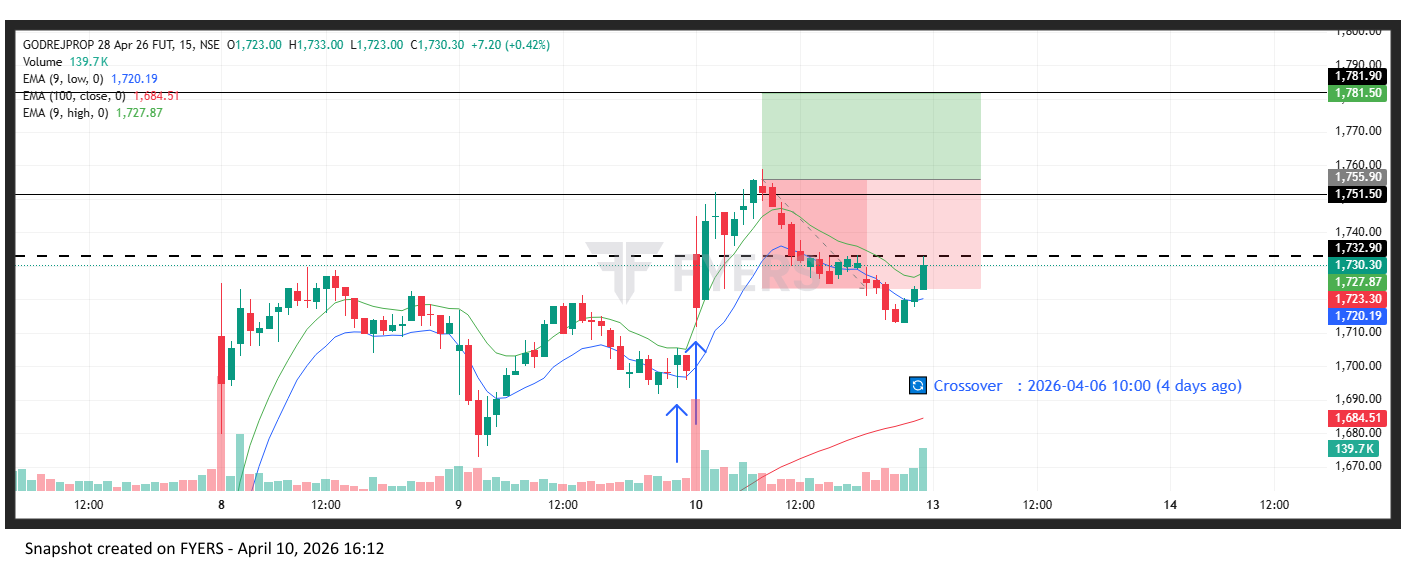 GODREJPROP 28 Apr 26 FUT, 15, NSE O1,723.00 H1,733.00 L1,723.00 C1,730.30 +7.20 (+0.42%)
Volume 139.7 K
EMA (9, low, 0) 1,720.19
EMA (100, close, 0) 1,684.51
EMA (9, high, 0) 1,727.87
1,800.00
1,790.00
1,781.90
1,781.50
1,770.00
1,760.00
1,755.90
1,751.50
1,740.00
1,732.90
1,730.30
1,727.87
1,723.30
1,720.19
1,710.00
1,700.00
1,690.00
1,684.51
1,680.00
139.7 K
1,670.00
FYERS
Crossover : 2026-04-06 10:00 (4 days ago)
12:00 8 12:00 9 12:00 10 12:00 13 12:00 14 12:00
Snapshot created on FYERS - April 10, 2026 16:12